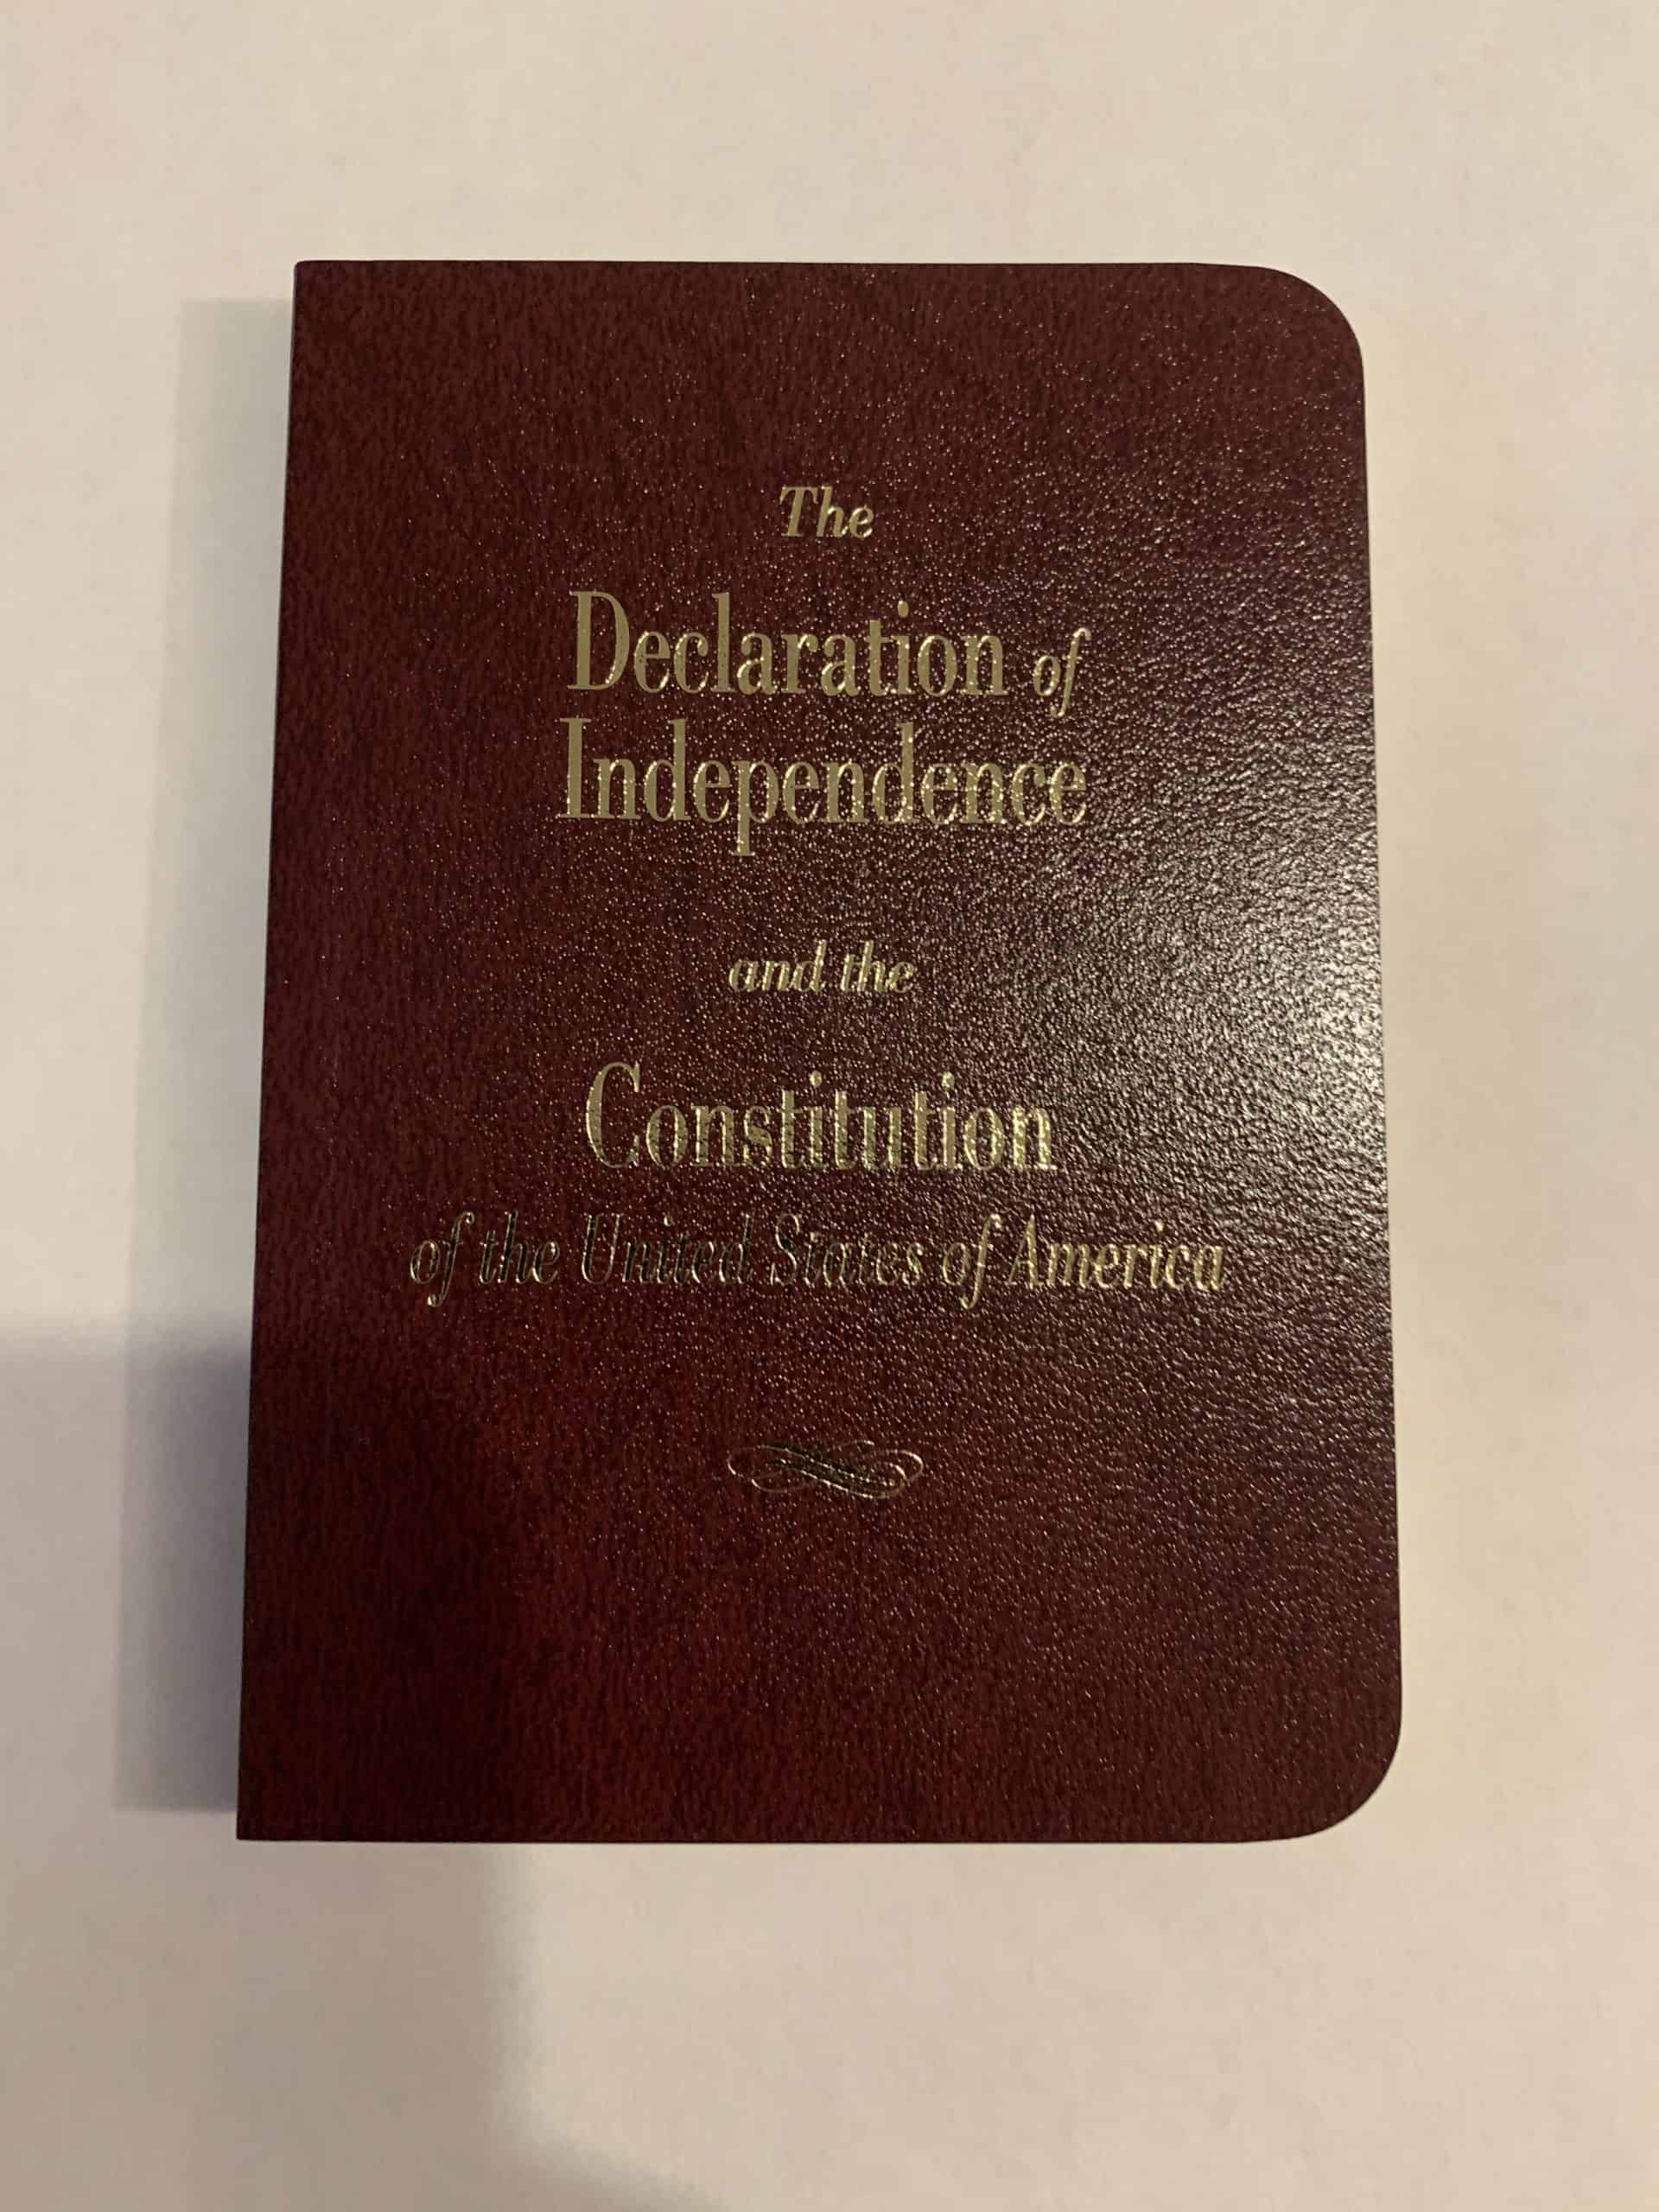 The
Declaration of
Independence
and the
Constitution
of the United States of America